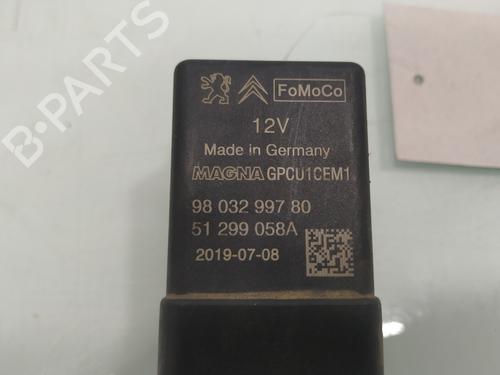 B-PARTS
FoMoCo
12V
Made in Germany
MAGNA GPCU1CEM1
98 032 997 80
51 299 058A
2019-07-08